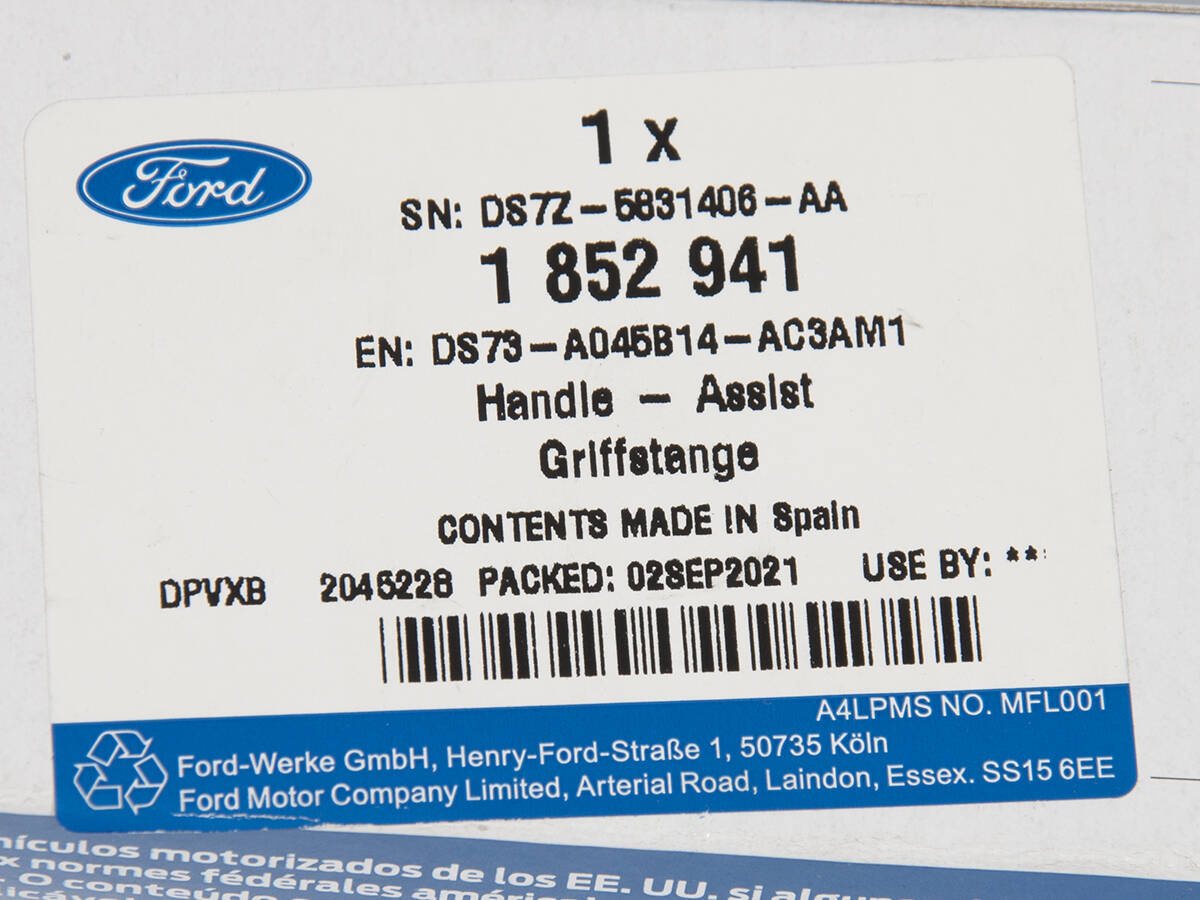 Ford
1 x
SN: DS7Z-5831406-AA
1 852 941
EN: DS73-A045B14-AC3AM1
Handle - Assist
Griffstange
CONTENTS MADE IN Spain
DPVXB 2045228 PACKED: 02SEP2021 USE BY: **
A4LPMS NO. MFL001
Ford-Werke GmbH, Henry-Ford-Straße 1, 50735 Köln
Ford Motor Company Limited, Arterial Road, Laindon, Essex. SS15 6EE
motorizados de los EE. UU. si
normes fédérales
O conteúdo